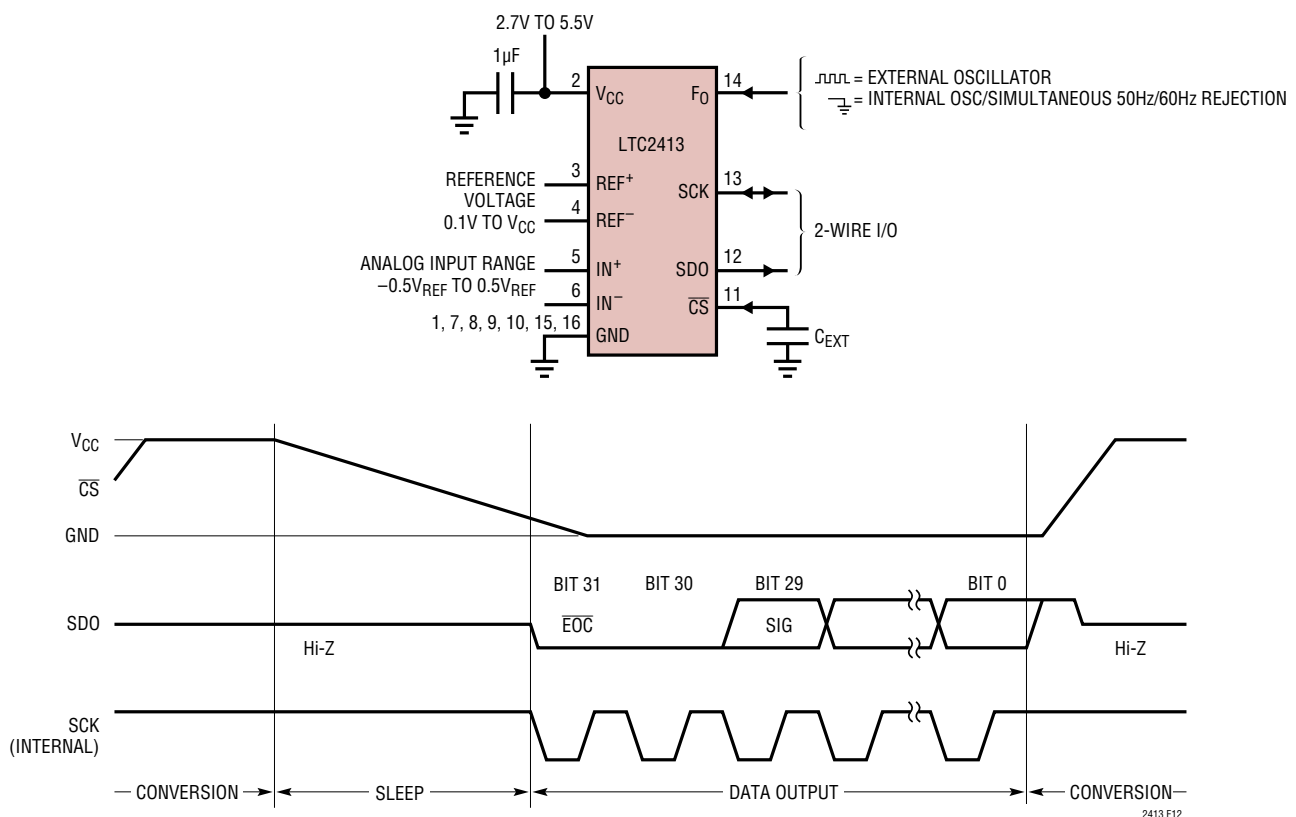 2.7V TO 5.5V
1µF
2
VCC
FO
14
= EXTERNAL OSCILLATOR
= INTERNAL OSC/SIMULTANEOUS 50Hz/60Hz REJECTION
LTC2413
REFERENCE
VOLTAGE
0.1V TO VCC
3
REF+
4
REF–
SCK
13
2-WIRE I/O
ANALOG INPUT RANGE
–0.5VREF TO 0.5VREF
5
IN+
6
IN–
SDO
12
CS
11
1, 7, 8, 9, 10, 15, 16
GND
CEXT
VCC
CS
GND
BIT 31
BIT 30
BIT 29
BIT 0
SDO
EOC
SIG
Hi-Z
Hi-Z
SCK
(INTERNAL)
CONVERSION
SLEEP
DATA OUTPUT
CONVERSION
2413 F12